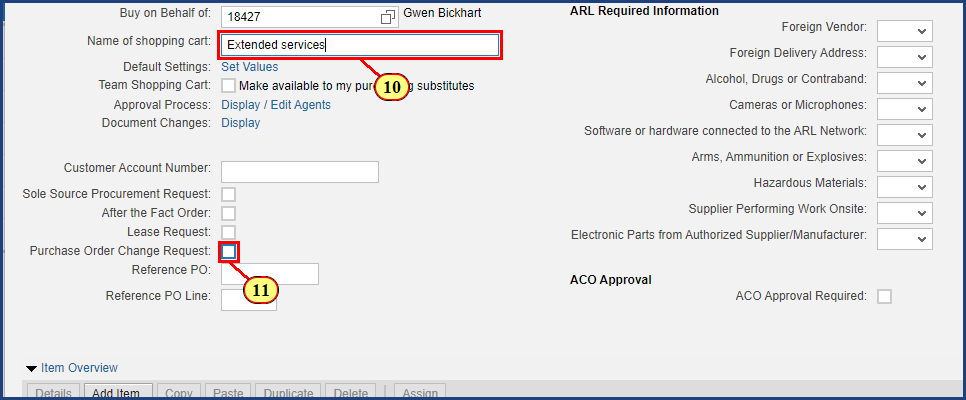 Buy on Behalf of: 18427 Gwen Bickhart
Name of shopping cart: Extended services
10
Default Settings: Set Values
Team Shopping Cart: Make available to my pur g substitutes
Approval Process: Display / Edit Agents
Document Changes: Display
Customer Account Number:
Sole Source Procurement Request:
After the Fact Order:
Lease Request:
Purchase Order Change Request:
11
Reference PO:
Reference PO Line:
ARL Required Information
Foreign Vendor:
Foreign Delivery Address:
Alcohol, Drugs or Contraband:
Cameras or Microphones:
Software or hardware connected to the ARL Network:
Arms, Ammunition or Explosives:
Hazardous Materials:
Supplier Performing Work Onsite:
Electronic Parts from Authorized Supplier/Manufacturer:
ACO Approval
ACO Approval Required:
Item Overview
Details Add Item Copy Paste Duplicate Delete Assign